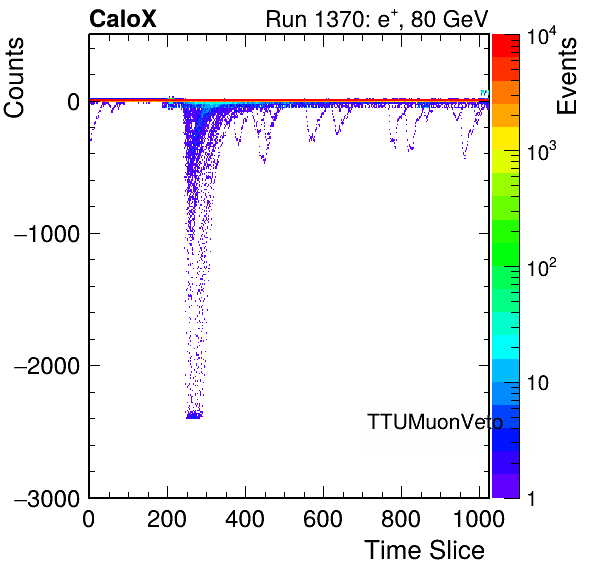 CaloX Run 1370: e+, 80 GeV
Counts
Events
0
−1000
−2000
−3000
0 200 400 600 800 1000
Time Slice
TTUMuonVeto
10^4
10^3
10^2
10
1